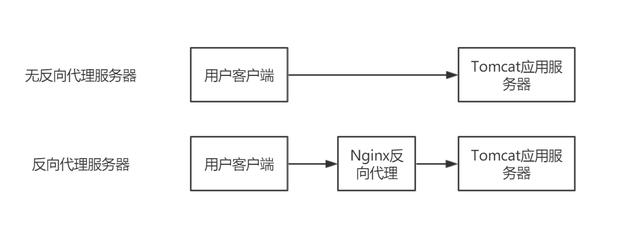 无反向代理服务器
用户客户端
Tomcat应用服
务器
反向代理服务器
用户客户端
Nginx反
向代理
Tomcat应用服
务器